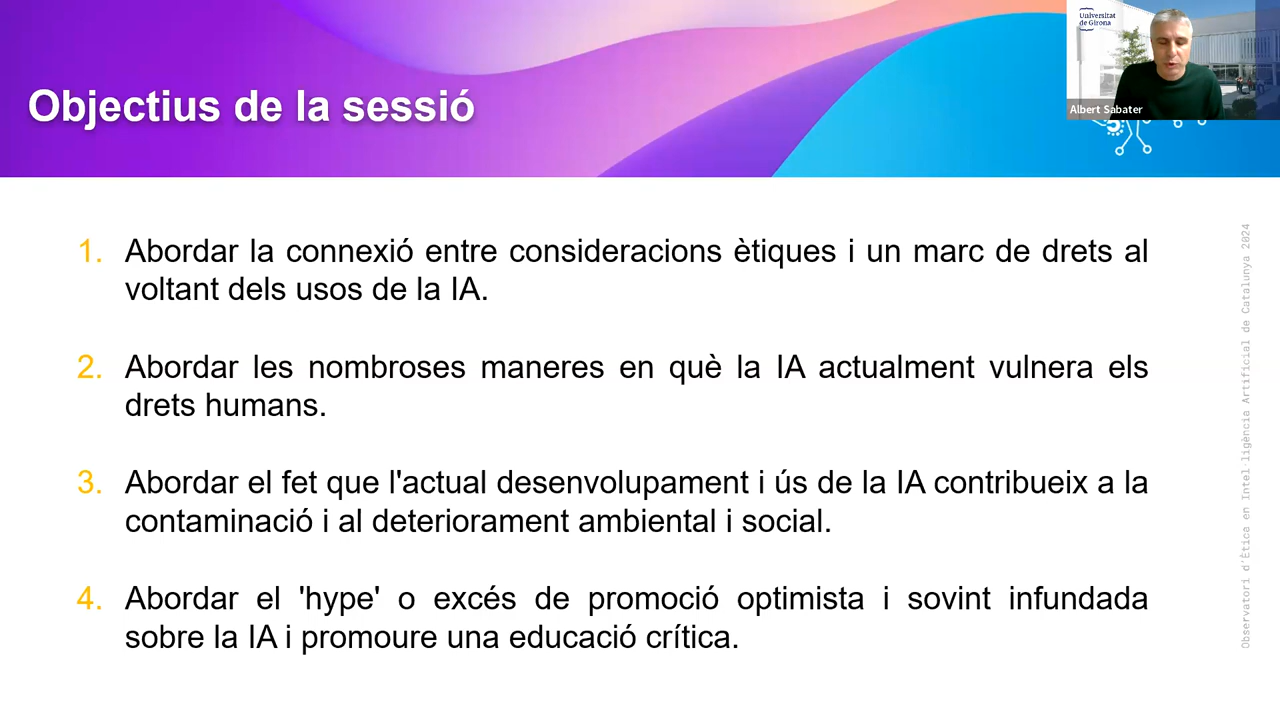 Objectius de la sessió
Universitat
de Girona
Albert Sabater
1. Abordar la connexió entre consideracions ètiques i un marc de drets al
voltant dels usos de la IA.
2. Abordar les nombroses maneres en què la IA actualment vulnera els
drets humans.
3. Abordar el fet que l'actual desenvolupament i ús de la IA contribueix a la
contaminació i al deteriorament ambiental i social.
4. Abordar el 'hype' o excés de promoció optimista i sovint infundada
sobre la IA i promoure una educació crítica.
Observatori d'Ètica en Intel·ligència Artificial de Catalunya 2024